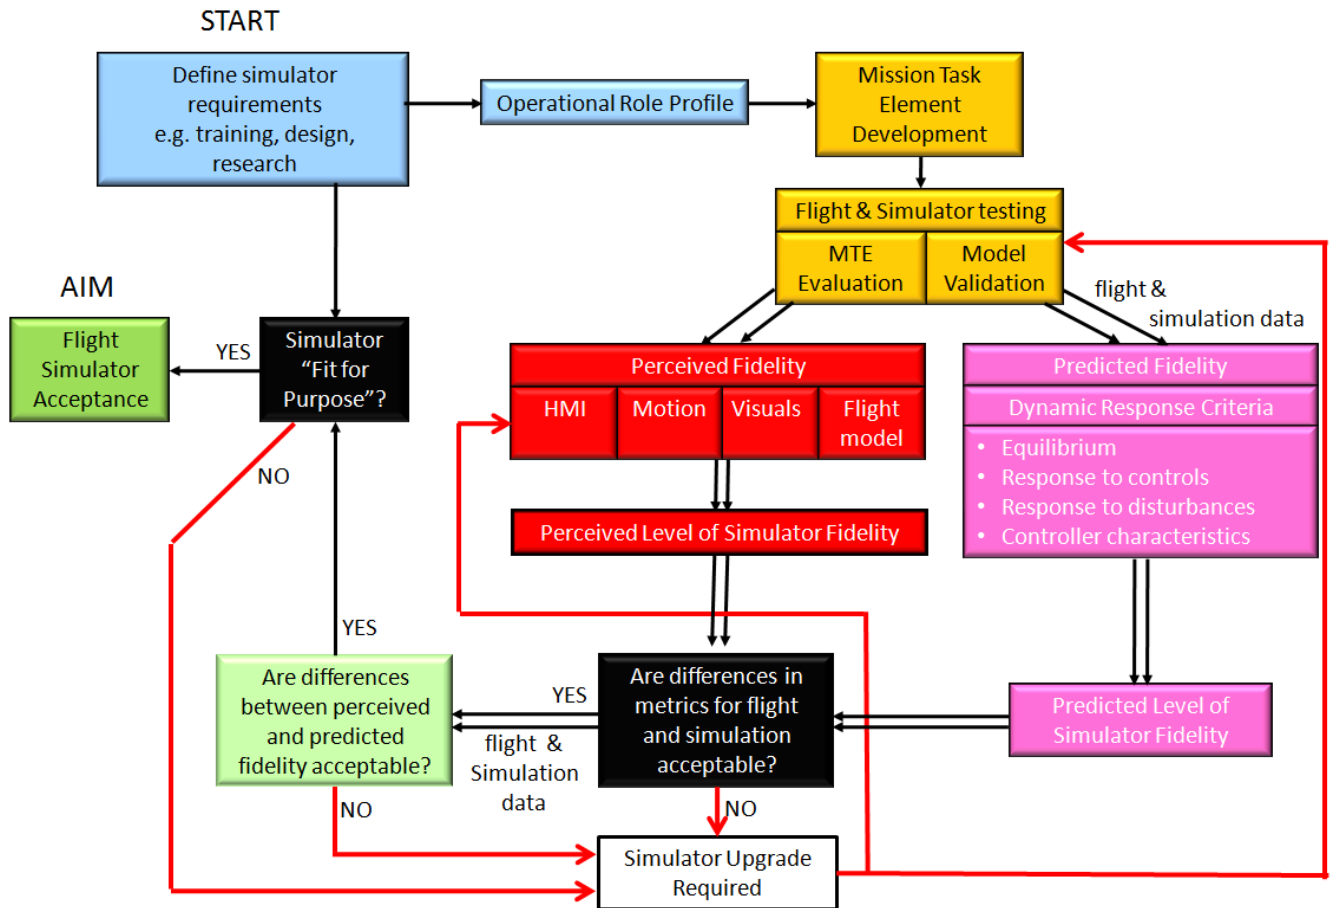 START
Define simulator
requirements
e.g. training, design,
research
Operational Role Profile
Mission Task
Element
Development
Flight & Simulator testing
MTE
Evaluation
Model
Validation
flight &
simulation data
AIM
Flight
Simulator
Acceptance
YES
Simulator
“Fit for
Purpose”?
NO
Perceived Fidelity
HMI
Motion
Visuals
Flight
model
Perceived Level of Simulator Fidelity
Predicted Fidelity
Dynamic Response Criteria
• Equilibrium
• Response to controls
• Response to disturbances
• Controller characteristics
YES
Are differences
between perceived
and predicted
fidelity acceptable?
YES
flight &
Simulation
data
Are differences in
metrics for flight
and simulation
acceptable?
Predicted Level of
Simulator Fidelity
NO
NO
Simulator Upgrade
Required